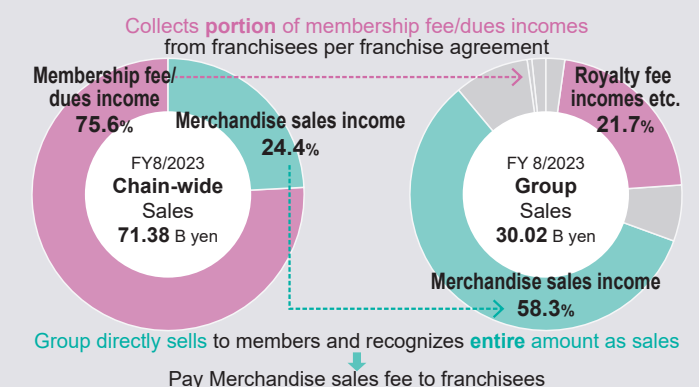 Collects portion of membership fee/dues incomes
from franchisees per franchise agreement
Membership fee/
dues income
75.6%
Merchandise sales income
24.4%
FY8/2023
Chain-wide
Sales
71.38 B yen
Royalty fee
incomes etc.
21.7%
FY 8/2023
Group
Sales
30.02 B yen
Merchandise sales income
58.3%
Group directly sells to members and recognizes entire amount as sales
Pay Merchandise sales fee to franchisees